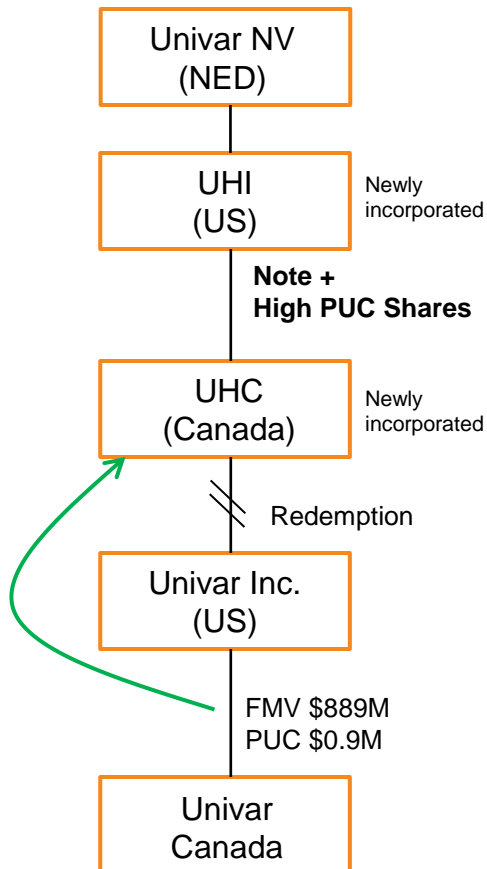 Univar NV
(NED)
UHI
(US)
Newly
incorporated
Note +
High PUC Shares
UHC
(Canada)
Newly
incorporated
Redemption
Univar Inc.
(US)
FMV $889M
PUC $0.9M
Univar
Canada